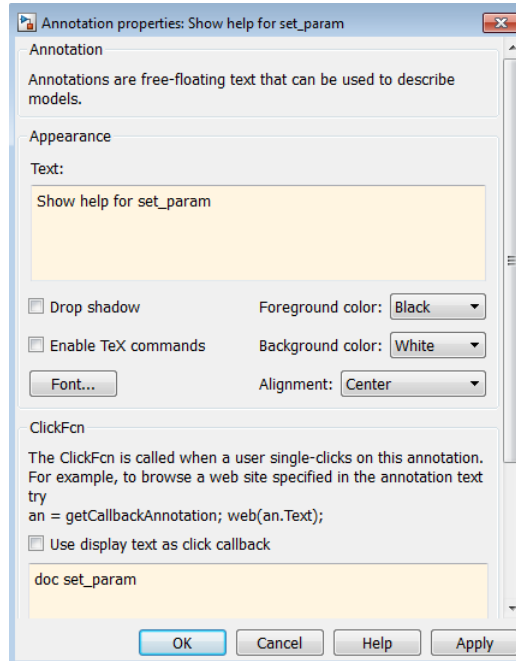 Annotation properties: Show help for set_param
Annotation
Annotations are free-floating text that can be used to describe
models.
Appearance
Text:
Show help for set_param
Drop shadow
Foreground color: Black
Enable TeX commands
Background color: White
Font...
Alignment: Center
ClickFcn
The ClickFcn is called when a user single-clicks on this annotation.
For example, to browse a web site specified in the annotation text
try
an = getCallbackAnnotation; web(an.Text);
Use display text as click callback
doc set_param
OK
Cancel
Help
Apply